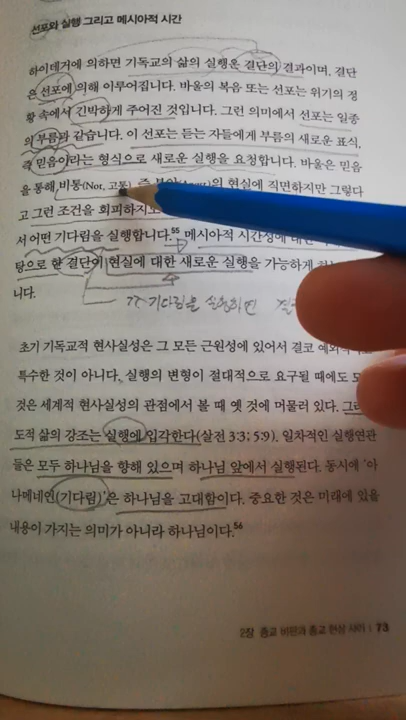 선포와 실행 그리고 메시아적 시간
하이데거에 의하면 기독교의 삶의 실행은 결단의 결과이며, 결단
은 선포에 의해 이루어집니다. 바울의 복음 또는 선포는 위기의 정
황 속에서 긴박하게 주어진 것입니다. 그런 의미에서 선포는 일종
의 부름과 같습니다. 이 선포는 듣는 자들에게 부름의 새로운 표식,
즉 믿음이라는 형식으로 새로운 실행을 요청합니다. 바울은 믿음
을 통해, 비통(Not, 고통), 현실에 직면하지만 그렇다
고 그런 조건을 회피하지도
서 어떤 기다림을 실행합니다.55 메시아적 시간성에 대한
탕으로 한 결단이 현실에 대한 새로운 실행을 가능하게
니다.
기다림을 실행하면
초기 기독교적 현사실성은 그 모든 근원성에 있어서 결코
특수한 것이 아니다. 실행의 변형이 절대적으로 요구될 때에도
것은 세계적 현사실성의 관점에서 볼 때 옛 것에 머물러 있다.
도적 삶의 강조는 실행에 입각한다(살전 3:3; 5:9). 일차적인 실행연관
들은 모두 하나님을 향해 있으며 하나님 앞에서 실행된다. 동시에 '아
나메네인(기다림)'은 하나님을 고대함이다. 중요한 것은 미래에 있을
내용이 가지는 의미가 아니라 하나님이다.56
2장 종교 비판과 종교 현상 사이 | 73